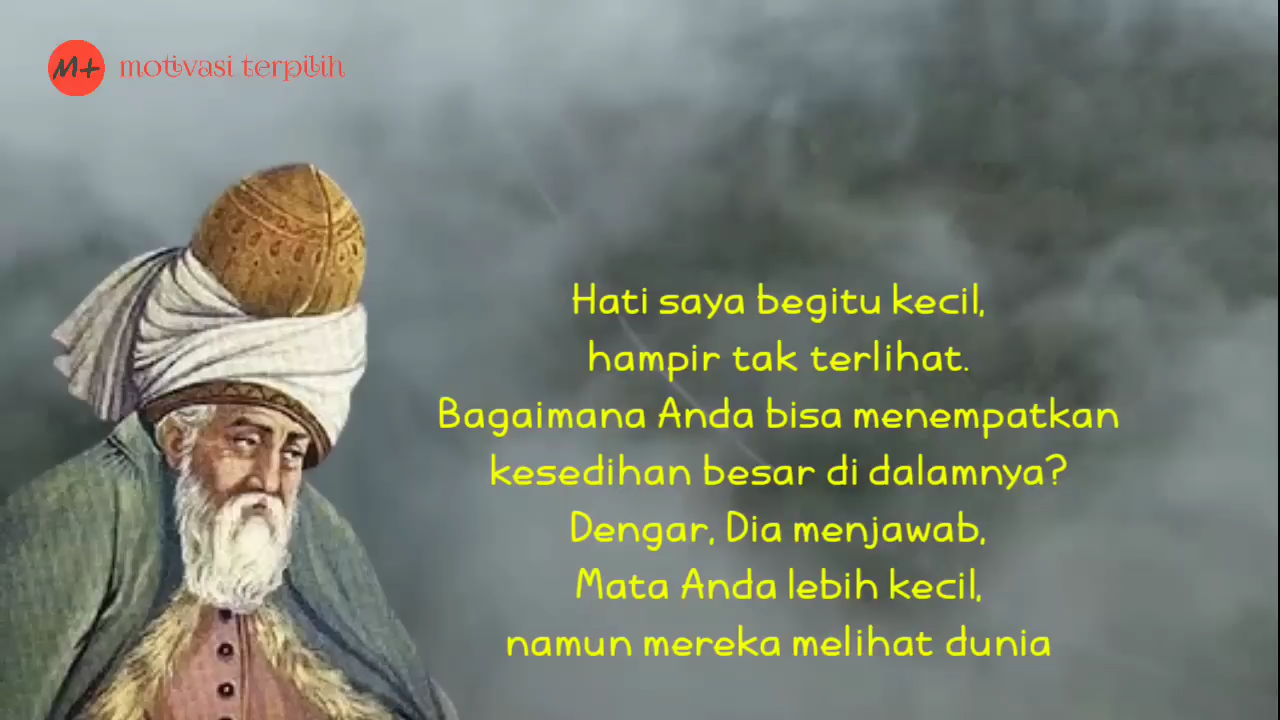 M+ motivasi terpilih
Hati saya begitu kecil,
hampir tak terlihat.
Bagaimana Anda bisa menempatkan
kesedihan besar di dalamnya?
Dengar, Dia menjawab,
Mata Anda lebih kecil,
namun mereka melihat dunia